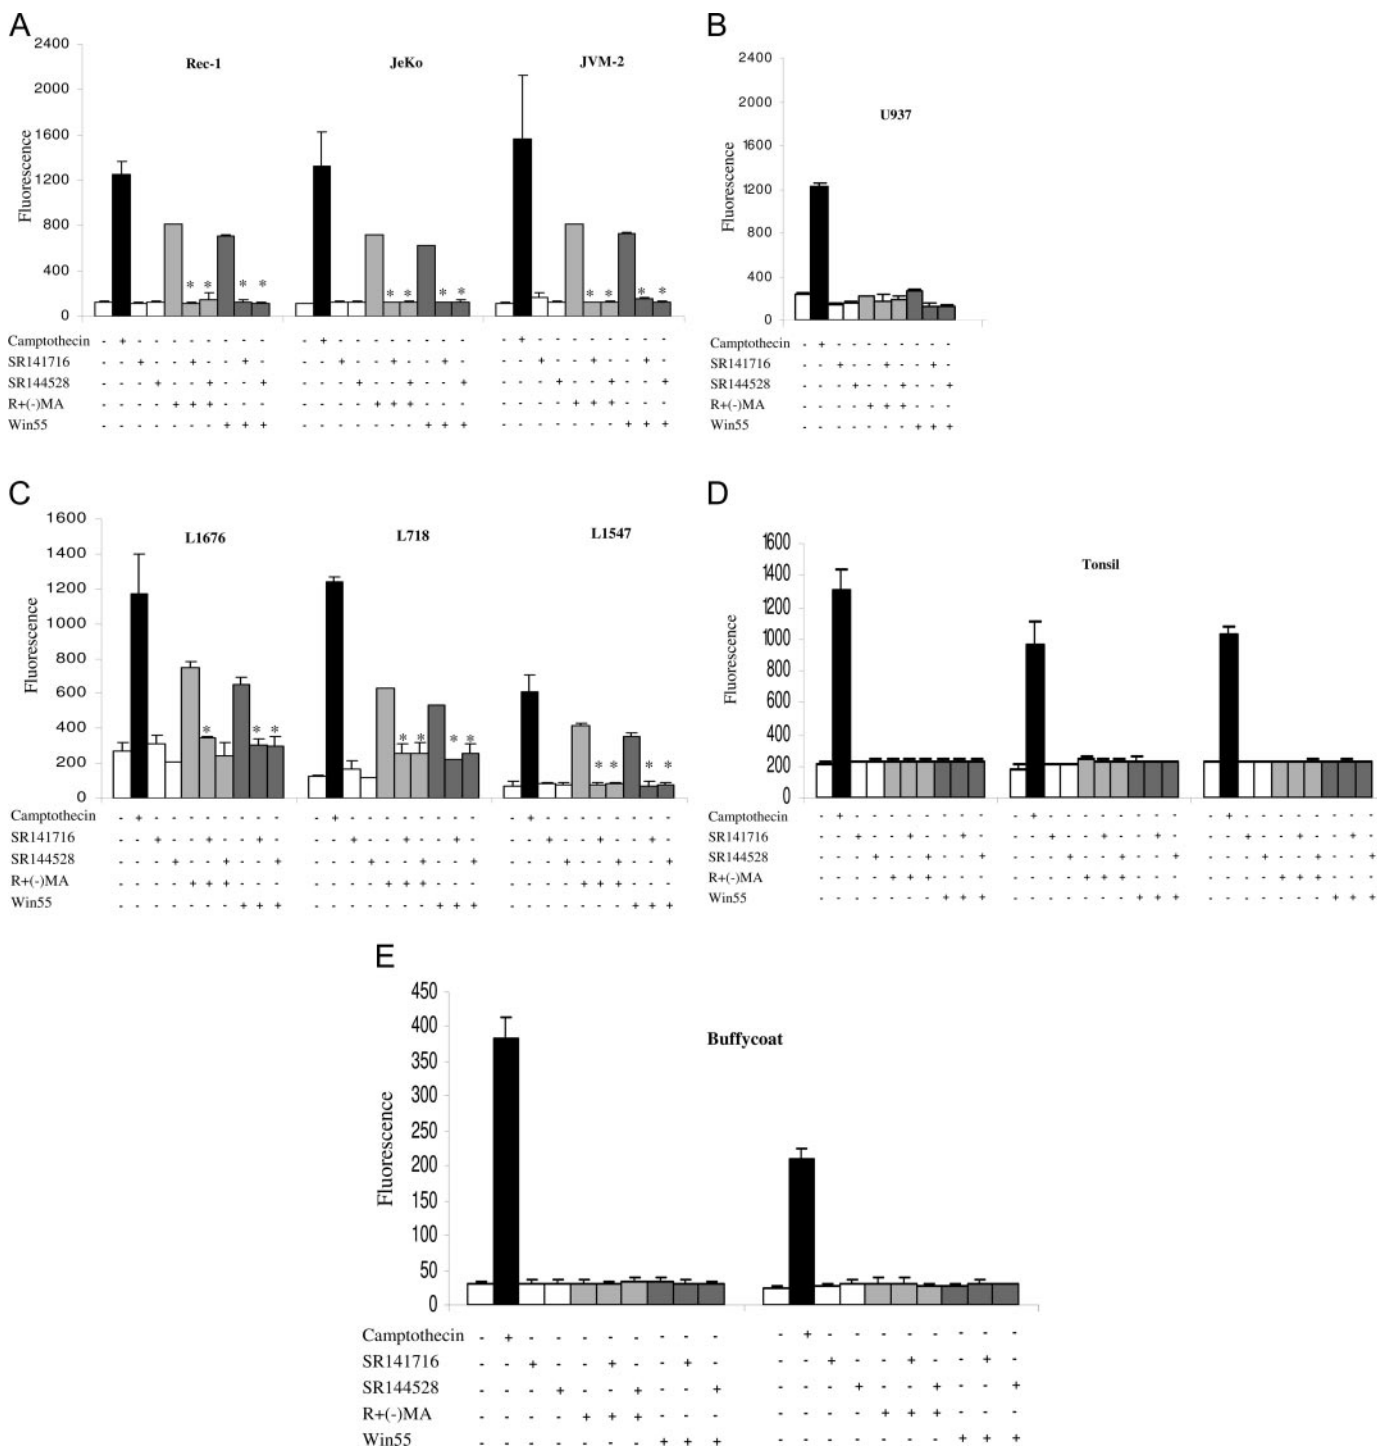 A
2400
2000
1600
1200
800
400
0
Fluorescence
Rec-1 JeKo JVM-2
* * * * * * * * * * * *
Camptothecin - + - - - - - - - - - + - - - - - - - - - + - - - - - - - -
SR141716 - - + - - + - - + - - - + - - + - - + - - - + - - + - - + -
SR144528 - - - + - - + - - + - - - + - - + - - + - - - + - - + - - +
R+(-)MA - - - - + + + - - - - - - - + + + - - - - - - - + + + - - -
Win55 - - - - - - - + + + - - - - - - - + + + - - - - - - - + + +
B
2400
2000
1600
1200
800
400
0
Fluorescence
U937
Camptothecin - + - - - - - - - -
SR141716 - - + - - + - - + -
SR144528 - - - + - - + - - +
R+(-)MA - - - - + + + - - -
Win55 - - - - - - - + + +
C
1600
1400
1200
1000
800
600
400
200
0
Fluorescence
L1676 L718 L1547
* * * * * * * * * * *
Camptothecin - + - - - - - - - - - + - - - - - - - - - + - - - - - - - -
SR141716 - - + - - + - - + - - - + - - + - - + - - - + - - + - - + -
SR144528 - - - + - - + - - + - - - + - - + - - + - - - + - - + - - +
R+(-)MA - - - - + + + - - - - - - - + + + - - - - - - - + + + - - -
Win55 - - - - - - - + + + - - - - - - - + + + - - - - - - - + + +
D
1600
1400
1200
1000
800
600
400
200
0
Fluorescence
Tonsil
Camptothecin - + - - - - - - - - - + - - - - - - - - - + - - - - - - - -
SR141716 - - + - - + - - + - - - + - - + - - + - - - + - - + - - + -
SR144528 - - - + - - + - - + - - - + - - + - - + - - - + - - + - - +
R+(-)MA - - - - + + + - - - - - - - + + + - - - - - - - + + + - - -
Win55 - - - - - - - + + + - - - - - - - + + + - - - - - - - + + +
E
450
400
350
300
250
200
150
100
50
0
Fluorescence
Buffycoat
Camptothecin - + - - - - - - - - - + - - - - - - - -
SR141716 - - + - - + - - + - - - + - - + - - + -
SR144528 - - - + - - + - - + - - - + - - + - - +
R+(-)MA - - - - + + + - - - - - - - + + + - - -
Win55 - - - - - - - + + + - - - - - - - + + +